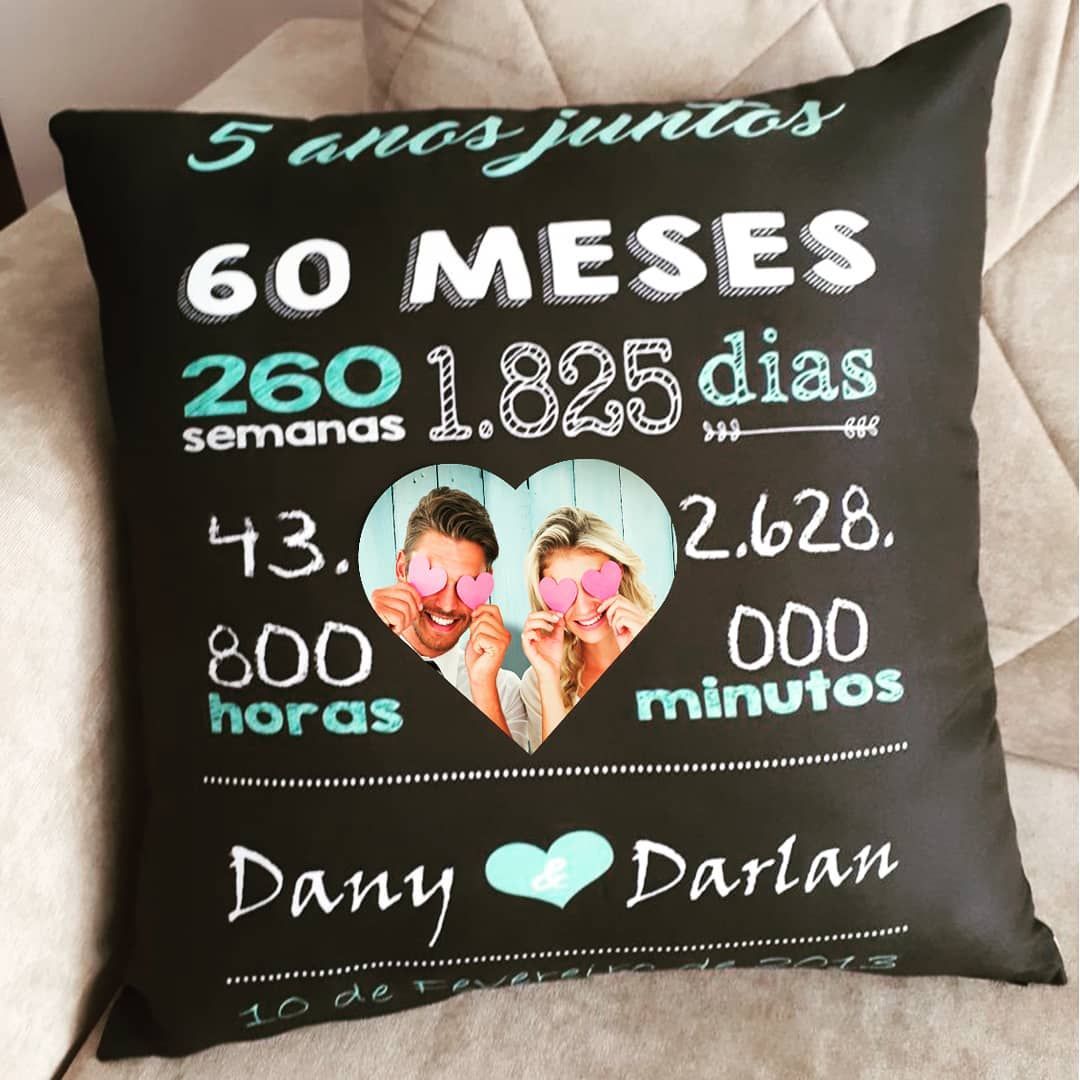 5 anos juntos
60 MESES
260 semanas 1.825 dias
43.
800
horas
2.628.
000
minutos
Dany & Darlan
10 de Fevereiro de 2013